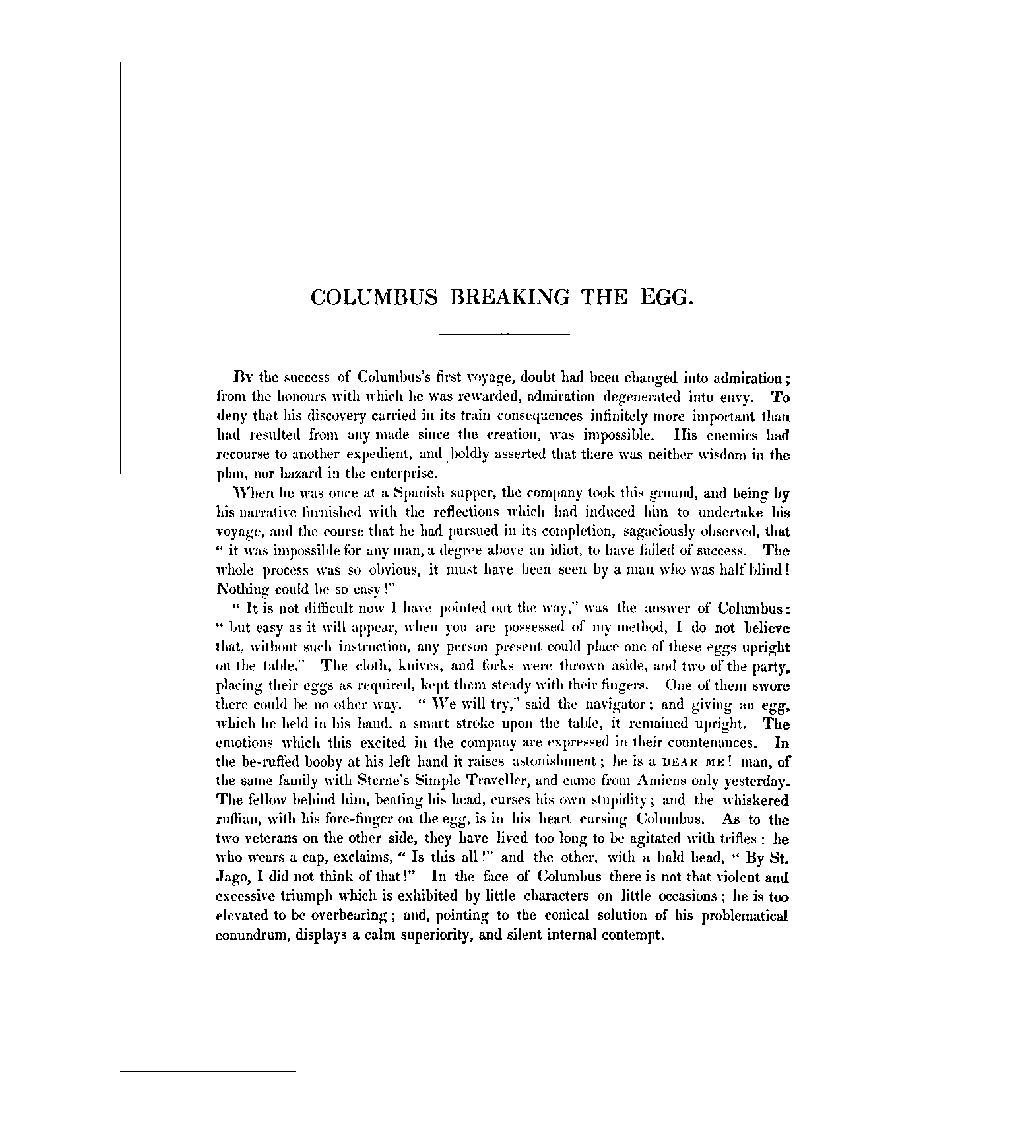 COLUMBUS BREAKING THE EGG.
By the success of Columbus's first voyage, doubt had been changed into admiration;
from the honours with which he was rewarded, admiration degenerated into envy. To
deny that his discovery carried in its train consequences infinitely more important than
had resulted from any made since the creation, was impossible. His enemies had
recourse to another expedient, and boldly asserted that there was neither wisdom in the
plan, nor hazard in the enterprise.
When he was once at a Spanish supper, the company took this ground, and being by
his narrative furnished with the reflections which had induced him to undertake his
voyage, and the course that he had pursued in its completion, sagaciously observed, that
" it was impossible for any man, a degree above an idiot, to have failed of success. The
whole process was so obvious, it must have been seen by a man who was half blind!
Nothing could be so easy!"
" It is not difficult now I have pointed out the way," was the answer of Columbus:
" but easy as it will appear, when you are possessed of my method, I do not believe
that, without such instruction, any person present could place one of these eggs upright
on the table." The cloth, knives, and forks were thrown aside, and two of the party,
placing their eggs as required, kept them steady with their fingers. One of them swore
there could be no other way. " We will try," said the navigator; and giving an egg,
which he held in his hand, a smart stroke upon the table, it remained upright. The
emotions which this excited in the company are expressed in their countenances. In
the be-ruffed booby at his left hand it raises astonishment; he is a DEAR ME! man, of
the same family with Sterne's Simple Traveller, and came from Amiens only yesterday.
The fellow behind him, beating his head, curses his own stupidity; and the whiskered
ruffian, with his fore-finger on the egg, is in his heart cursing Columbus. As to the
two veterans on the other side, they have lived too long to be agitated with trifles: he
who wears a cap, exclaims, " Is this all!" and the other, with a bald head, " By St.
Jago, I did not think of that!" In the face of Columbus there is not that violent and
excessive triumph which is exhibited by little characters on little occasions; he is too
elevated to be overbearing; and, pointing to the conical solution of his problematical
conundrum, displays a calm superiority, and silent internal contempt.